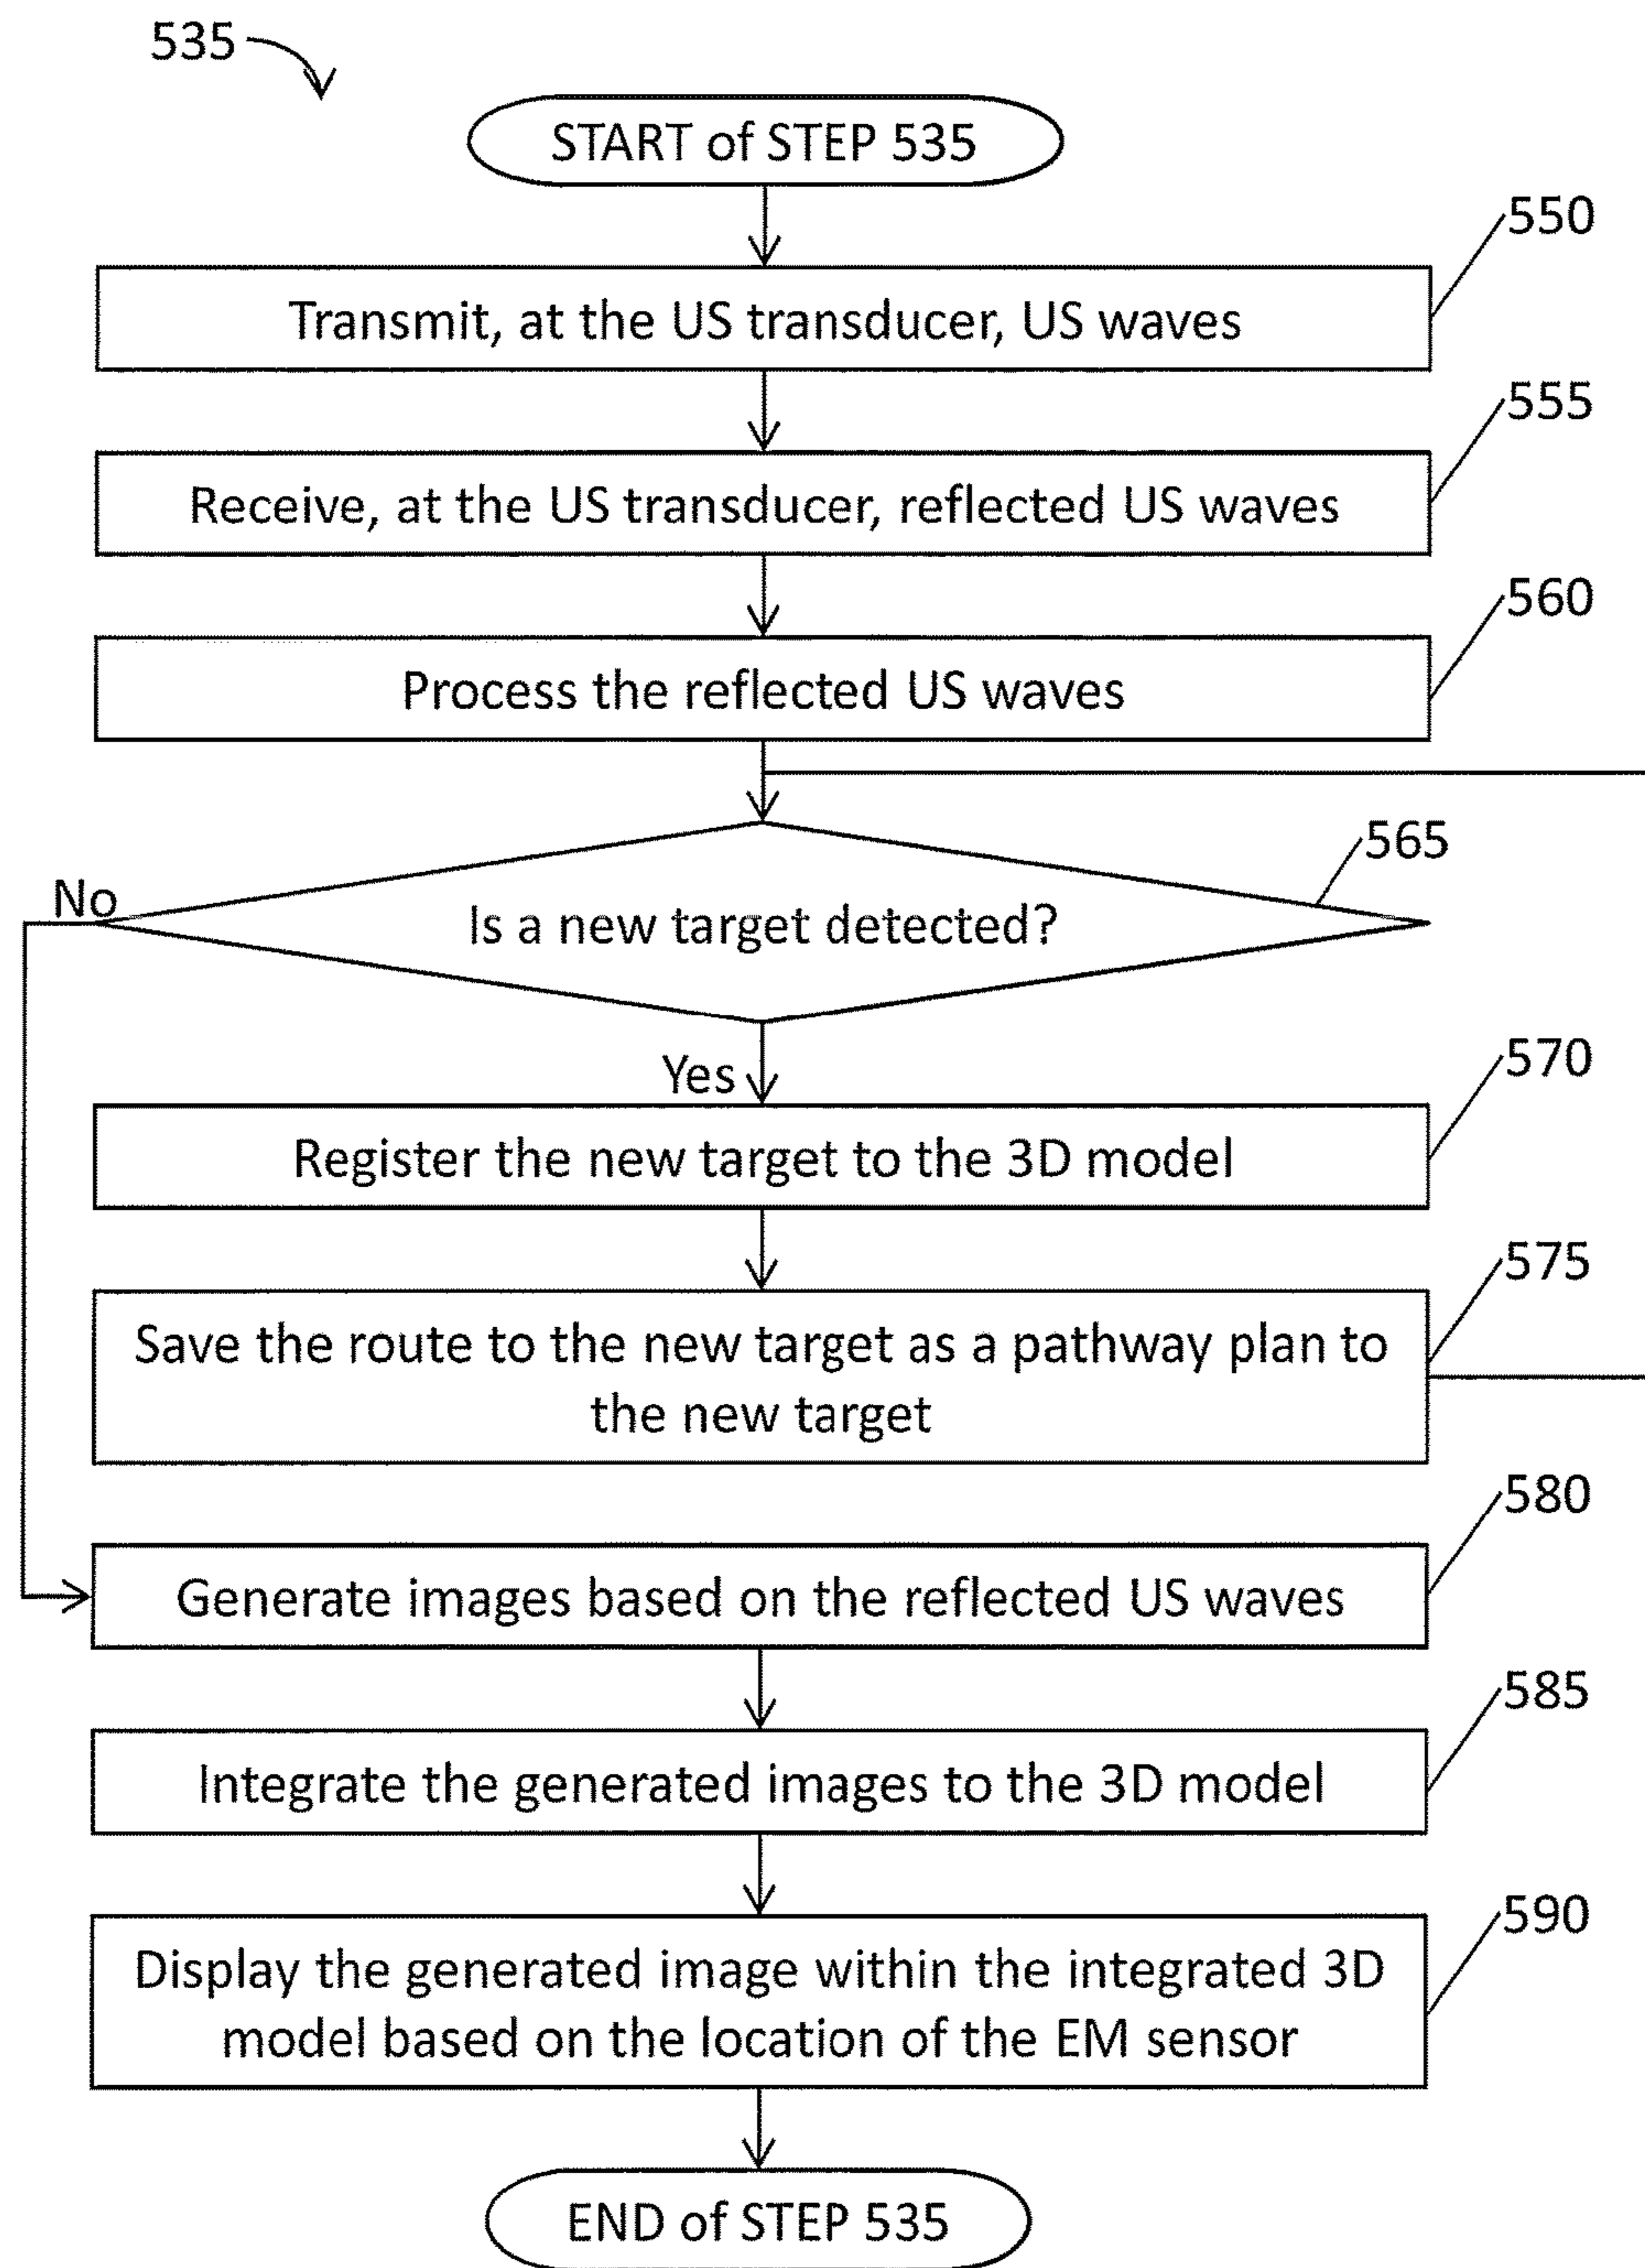 535
START of STEP 535
550
Transmit, at the US transducer, US waves
555
Receive, at the US transducer, reflected US waves
560
Process the reflected US waves
565
No
Is a new target detected?
Yes
570
Register the new target to the 3D model
575
Save the route to the new target as a pathway plan to
the new target
580
Generate images based on the reflected US waves
585
Integrate the generated images to the 3D model
590
Display the generated image within the integrated 3D
model based on the location of the EM sensor
END of STEP 535